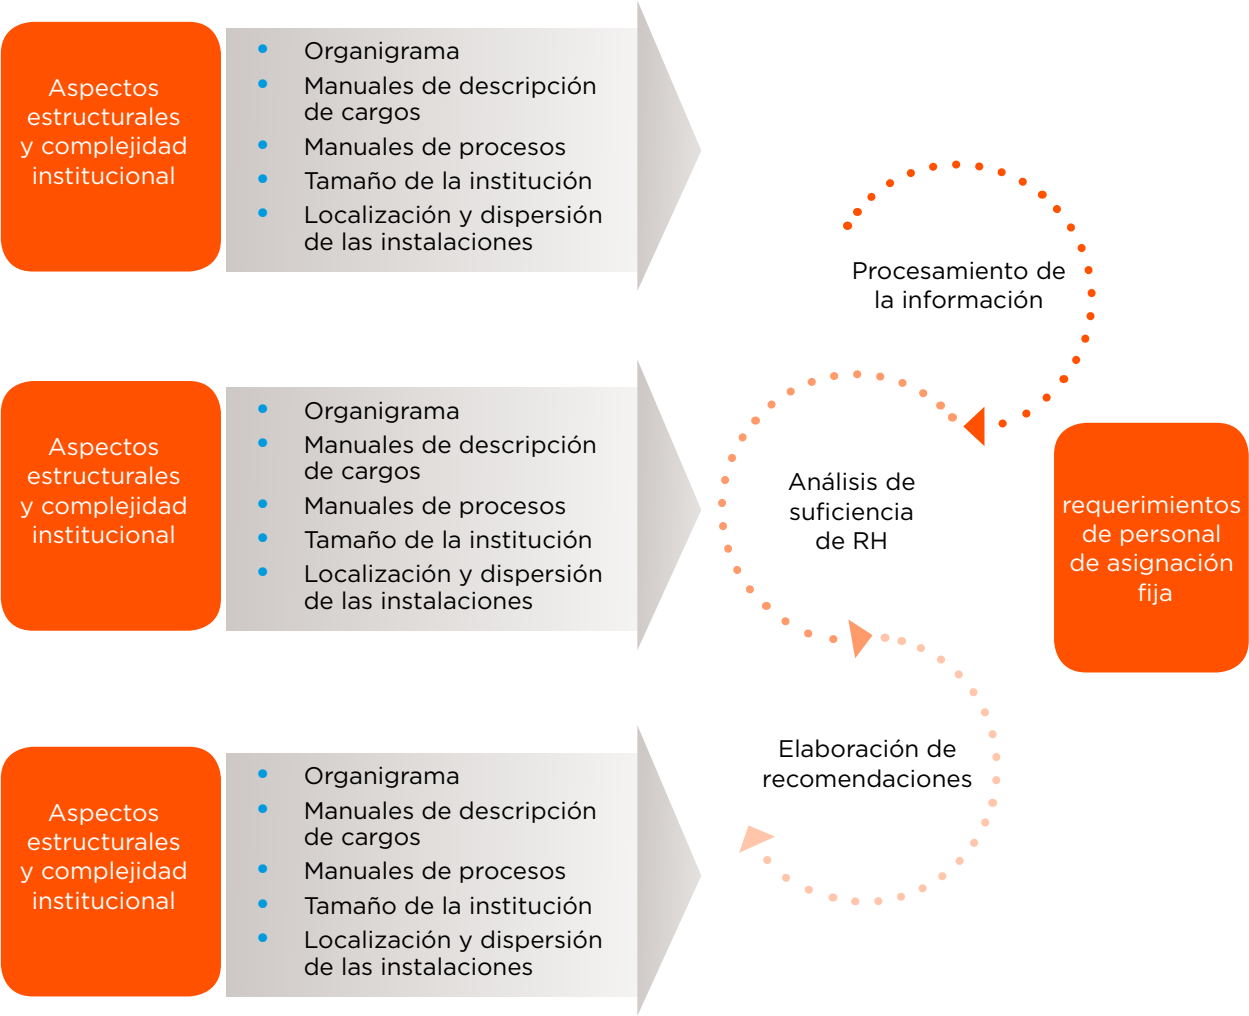 Aspectos
estructurales
y complejidad
institucional
Organigrama
Manuales de descripción
de cargos
Manuales de procesos
Tamaño de la institución
Localización y dispersión
de las instalaciones
Aspectos
estructurales
y complejidad
institucional
Organigrama
Manuales de descripción
de cargos
Manuales de procesos
Tamaño de la institución
Localización y dispersión
de las instalaciones
Aspectos
estructurales
y complejidad
institucional
Organigrama
Manuales de descripción
de cargos
Manuales de procesos
Tamaño de la institución
Localización y dispersión
de las instalaciones
Procesamiento de
la información
Análisis de
suficiencia
de RH
Elaboración de
recomendaciones
requerimientos
de personal
de asignación
fija